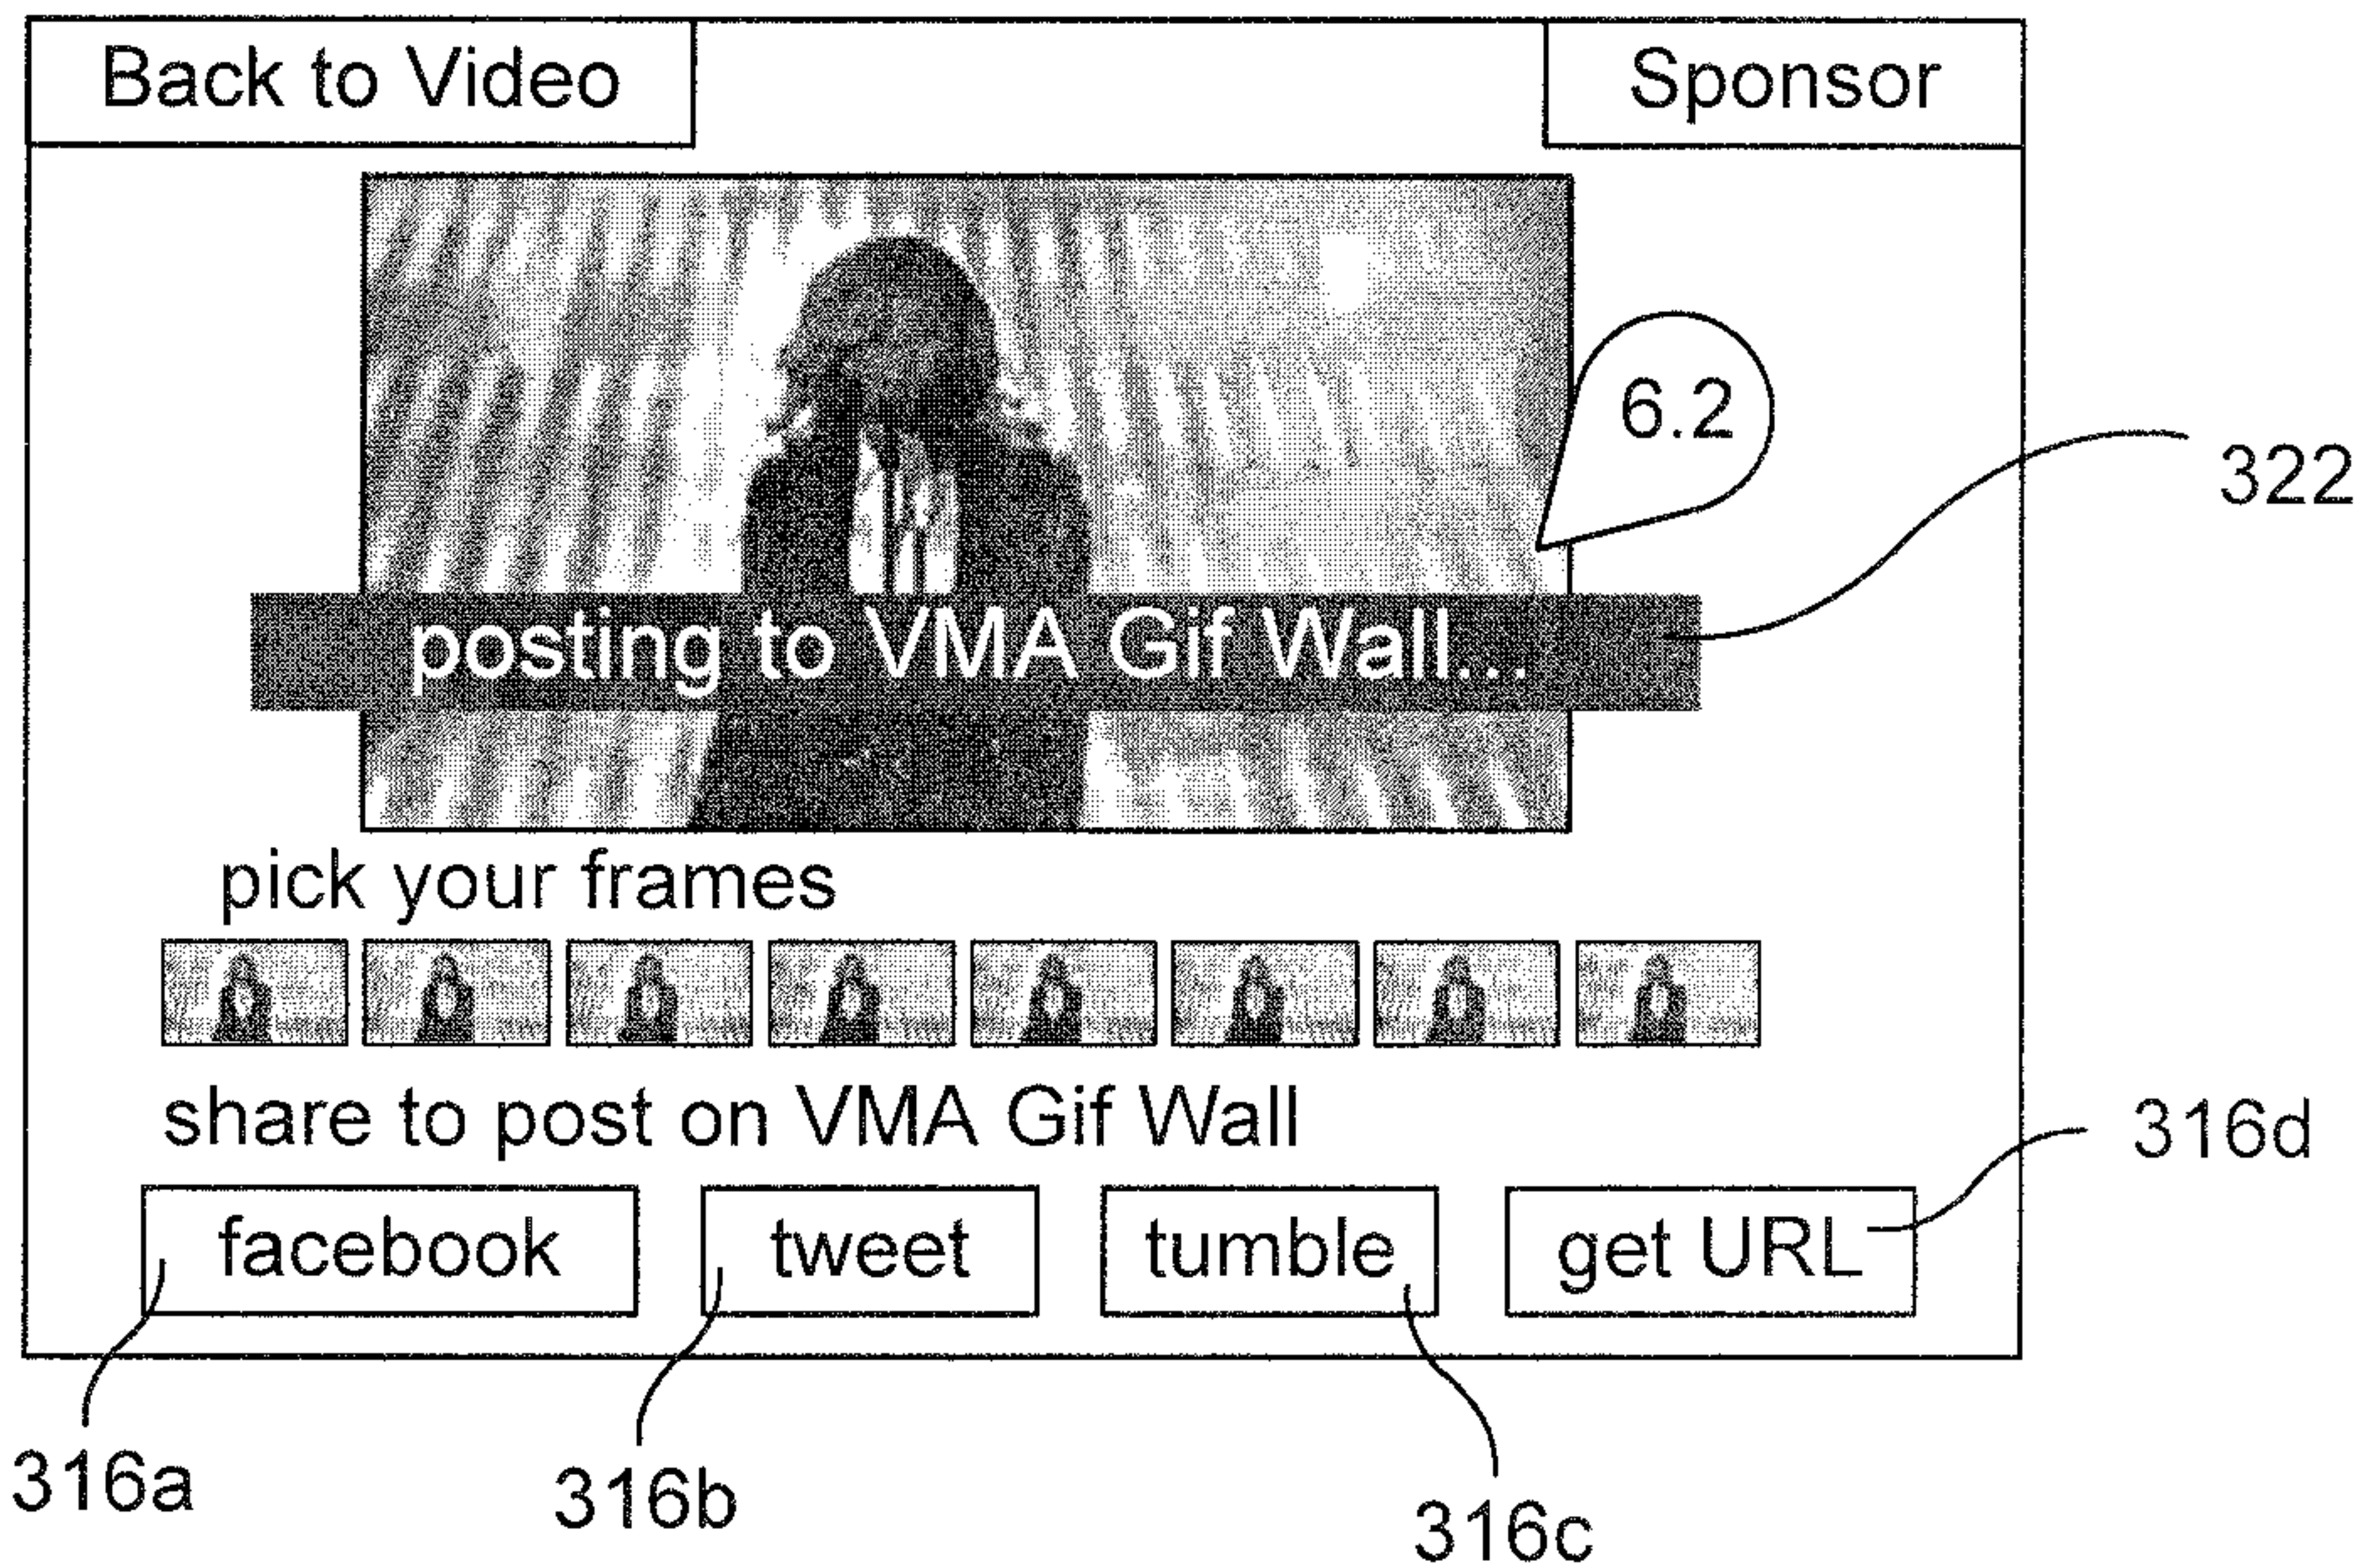 Back to Video
Sponsor
6.2
322
posting to VMA Gif Wall...
pick your frames
share to post on VMA Gif Wall
316d
facebook
tweet
tumble
get URL
316a
316b
316c